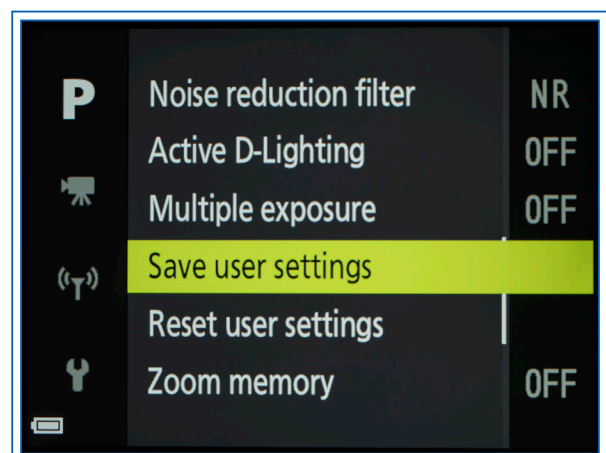 P
Noise reduction filter NR
Active D-Lighting OFF
Multiple exposure OFF
Save user settings
Reset user settings
Zoom memory OFF